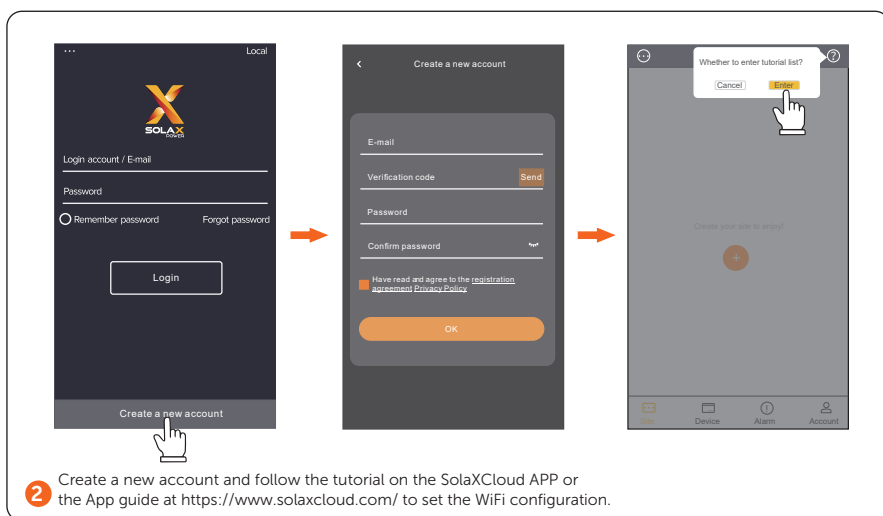 ... Local
SOLAX
POWER
Login account / E-mail
Password
Remember password Forgot password
Login
Create a new account
Create a new account
E-mail
Verification code Send
Password
Confirm password
Have read and agree to the registration
agreement Privacy Policy
OK
Whether to enter tutorial list?
Cancel Enter
?
Create your site to enjoy!
+
Site Device Alarm Account
2 Create a new account and follow the tutorial on the SolaXCloud APP or
the App guide at https://www.solaxcloud.com/ to set the WiFi configuration.